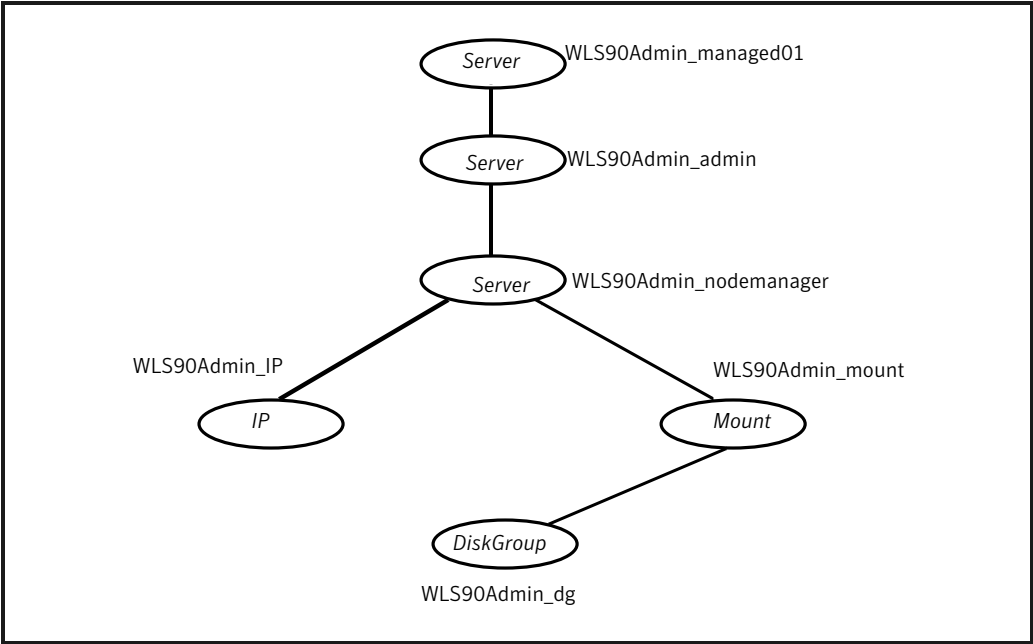 Server
WLS90Admin_managed01
Server
WLS90Admin_admin
Server
WLS90Admin_nodemanager
WLS90Admin_IP
WLS90Admin_mount
IP
Mount
DiskGroup
WLS90Admin_dg